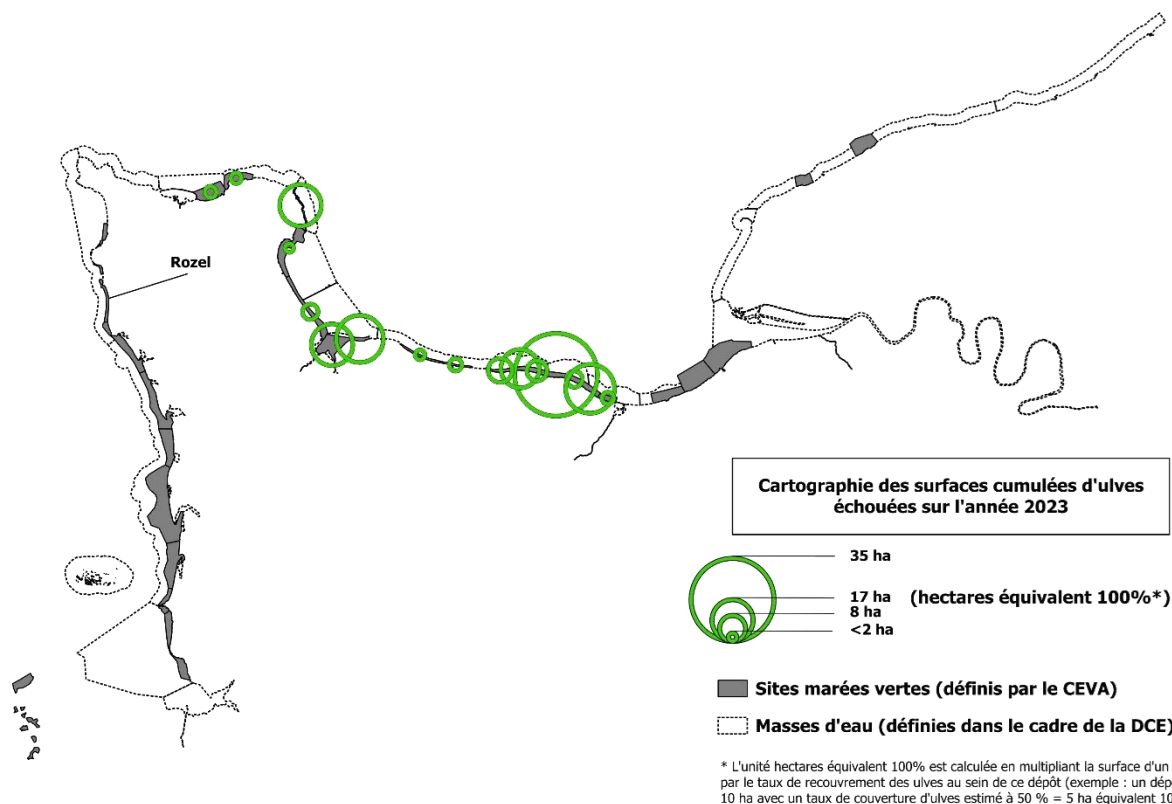 Rozel
Cartographie des surfaces cumulées d'ulves
échouées sur l'année 2023
35 ha
17 ha
(hectares équivalent 100%*)
8 ha
<2 ha
Sites marées vertes (définis par le CEVA)
Masses d'eau (définies dans le cadre de la DCE)
* L'unité hectares équivalent 100% est calculée en multipliant la surface d'un
par le taux de recouvrement des ulves au sein de ce dépôt (exemple : un dép
10 ha avec un taux de couverture d'ulves estimé à 50 % = 5 ha équivalent 10